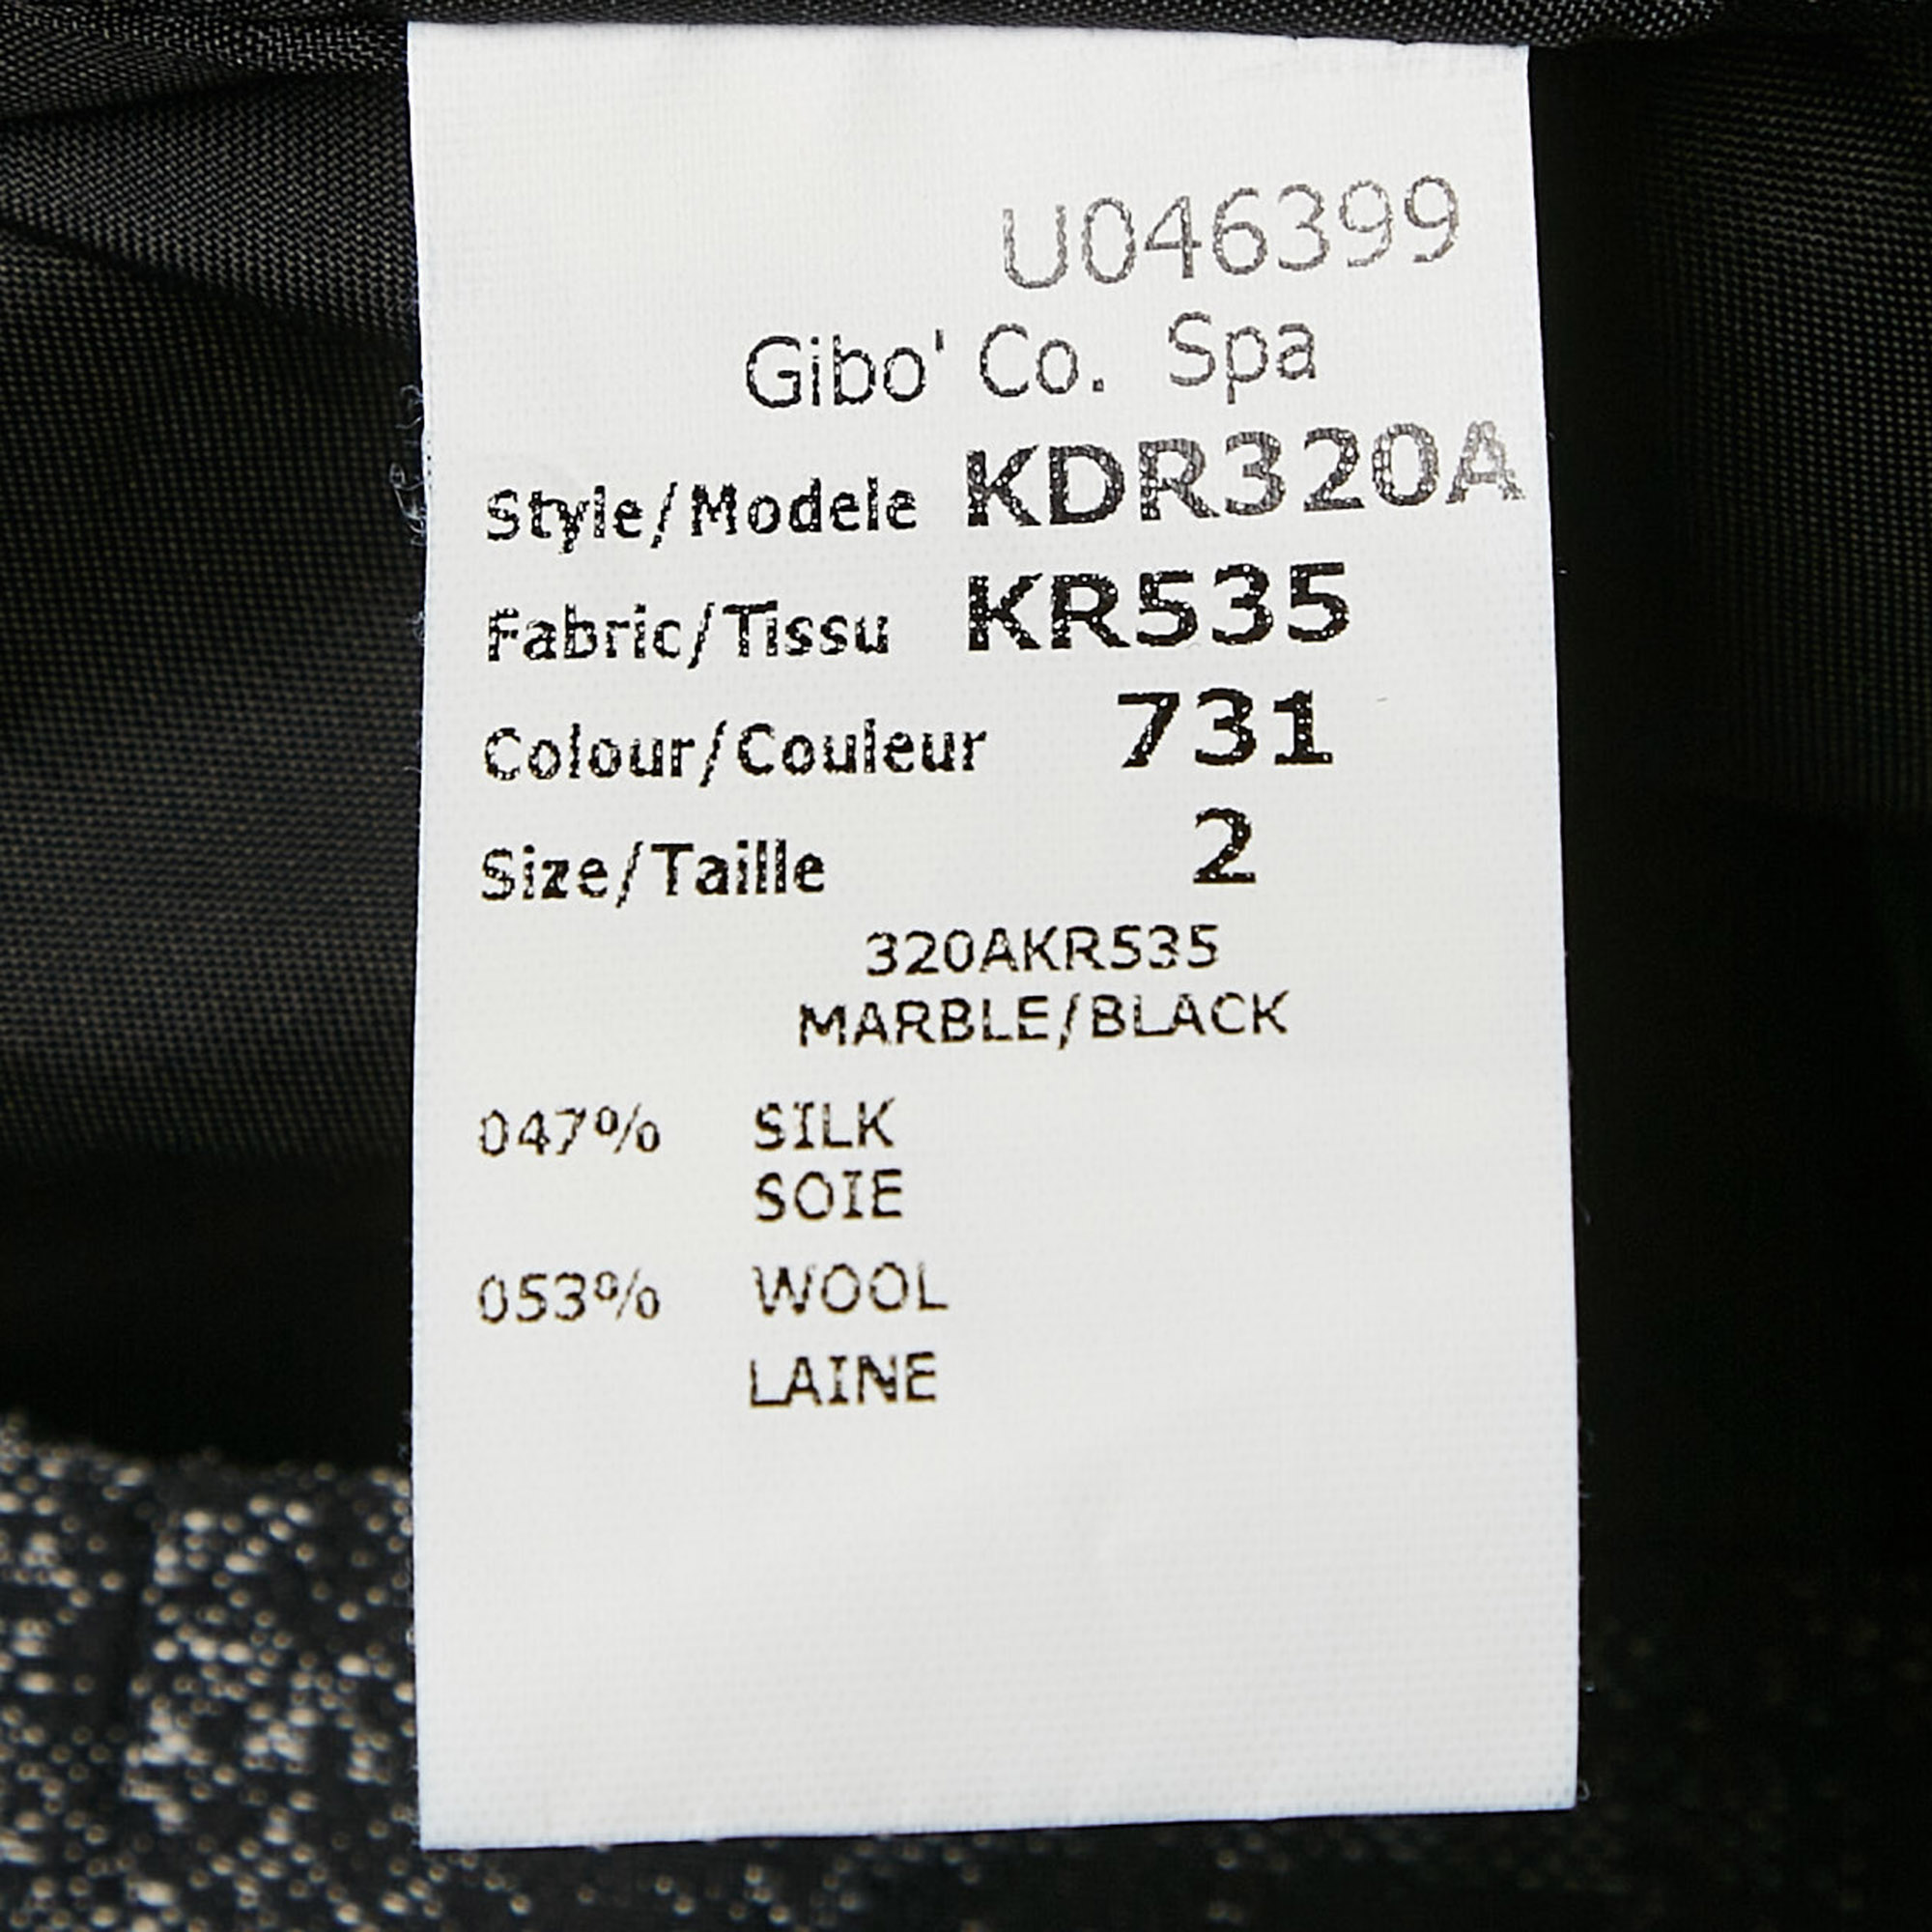 U046399
Gibo' Co. Spa
Style/Modele KDR320A
Fabric/Tissu KR535
Colour/Couleur 731
Size/Taille 2
320AKR535
MARBLE/BLACK
047% SILK
SOIE
053% WOOL
LAINE